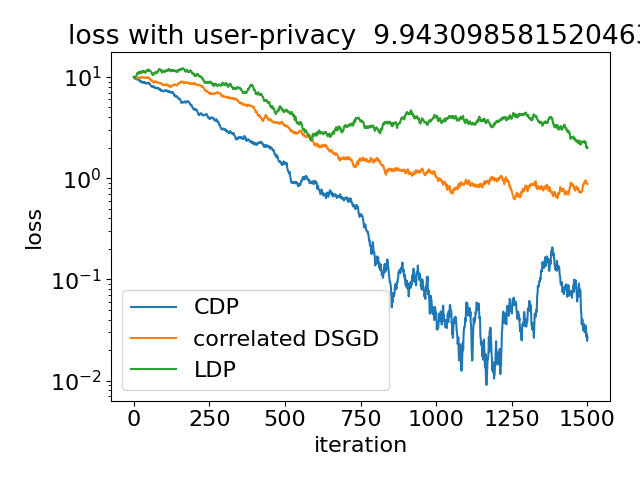 loss with user-privacy 9.943098581520463
loss
10¹
10⁰
10⁻¹
10⁻²
CDP
correlated DSGD
LDP
0 250 500 750 1000 1250 1500
iteration